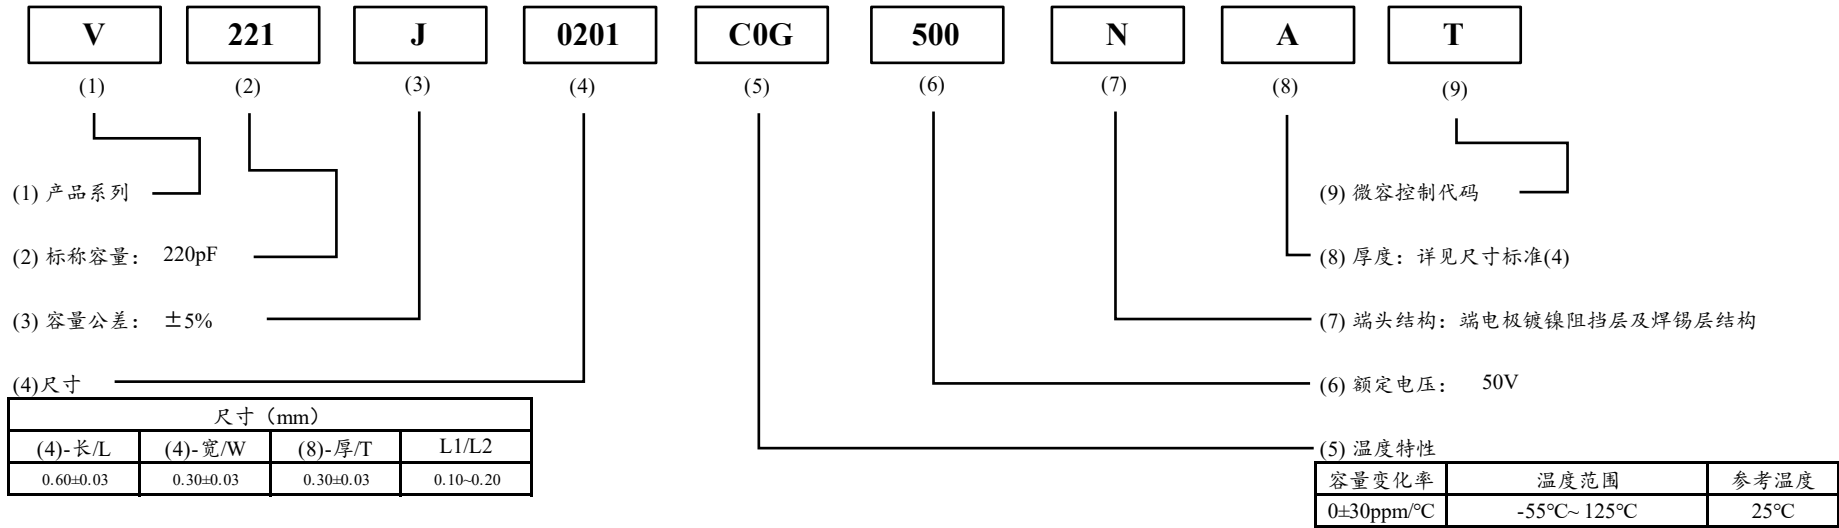 V 221 J 0201 C0G 500 N A T
(1) (2) (3) (4) (5) (6) (7) (8) (9)
(1) 产品系列
(9) 微容控制代码
(2) 标称容量： 220pF
(8) 厚度：详见尺寸标准(4)
(3) 容量公差： ±5%
(7) 端头结构：端电极镀镍阻挡层及焊锡层结构
(4)尺寸
(6) 额定电压： 50V
尺寸（mm）
(4)-长/L (4)-宽/W (8)-厚/T L1/L2
0.60±0.03 0.30±0.03 0.30±0.03 0.10~0.20
(5) 温度特性
容量变化率 温度范围 参考温度
0±30ppm/℃ -55℃~ 125℃ 25℃